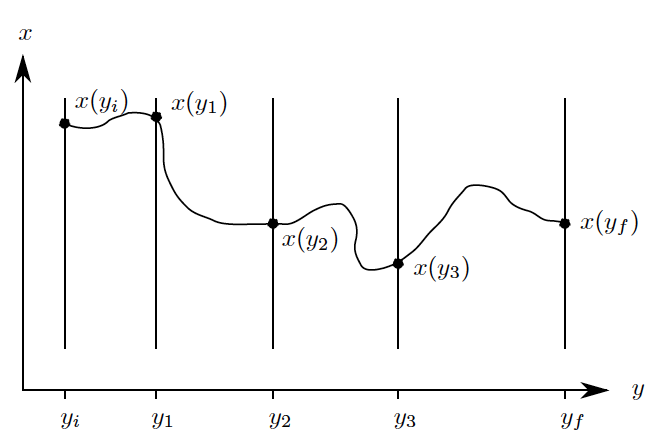 x
x(y_i)
x(y_1)
x(y_2)
x(y_3)
x(y_f)
y
y_i
y_1
y_2
y_3
y_f